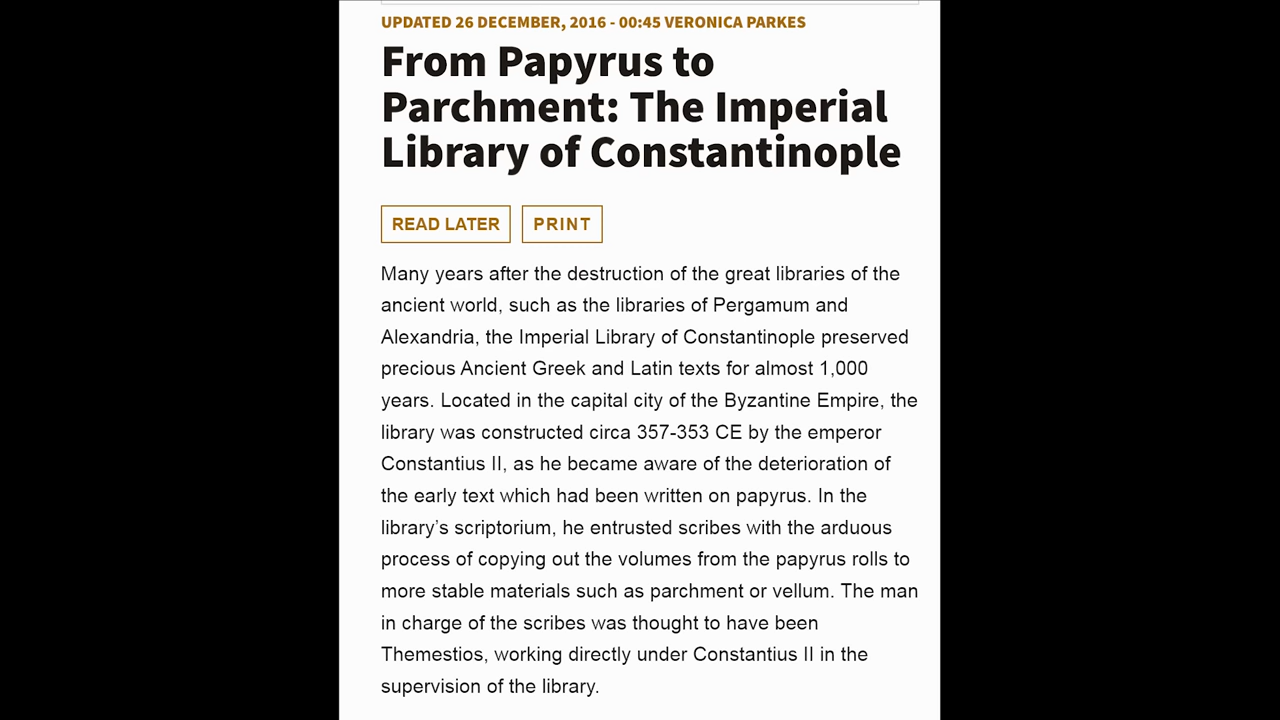 UPDATED 26 DECEMBER, 2016 - 00:45 VERONICA PARKES
From Papyrus to
Parchment: The Imperial
Library of Constantinople
READ LATER PRINT
Many years after the destruction of the great libraries of the
ancient world, such as the libraries of Pergamum and
Alexandria, the Imperial Library of Constantinople preserved
precious Ancient Greek and Latin texts for almost 1,000
years. Located in the capital city of the Byzantine Empire, the
library was constructed circa 357-353 CE by the emperor
Constantius II, as he became aware of the deterioration of
the early text which had been written on papyrus. In the
library’s scriptorium, he entrusted scribes with the arduous
process of copying out the volumes from the papyrus rolls to
more stable materials such as parchment or vellum. The man
in charge of the scribes was thought to have been
Themestios, working directly under Constantius II in the
supervision of the library.